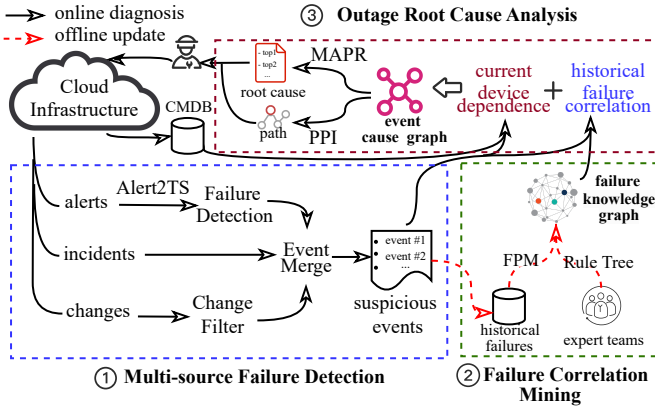 online diagnosis
offline update
③ Outage Root Cause Analysis
Cloud
Infrastructure
CMDB
- top1
- top2
...
root cause
path
MAPR
PPI
event
cause graph
current
device
dependence
+
historical
failure
correlation
alerts
Alert2TS
Failure
Detection
incidents
Event
Merge
changes
Change
Filter
event #1
event #2
...
suspicious
events
① Multi-source Failure Detection
failure
knowledge
graph
FPM
Rule Tree
historical
failures
expert teams
② Failure Correlation
Mining